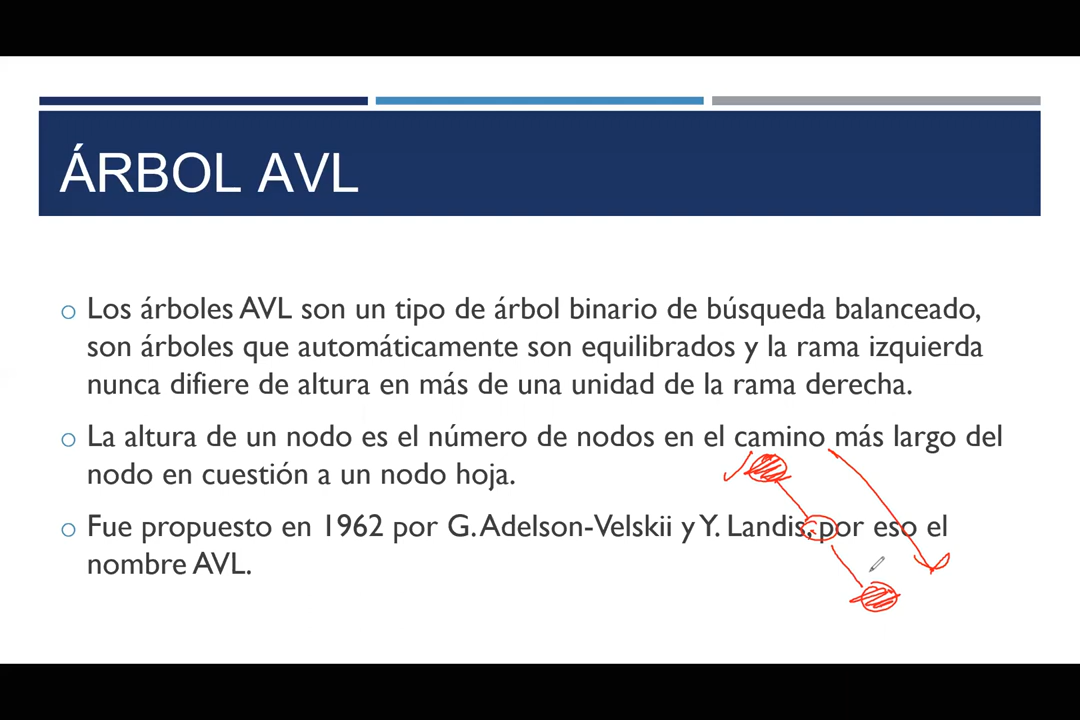 ÁRBOL AVL
Los árboles AVL son un tipo de árbol binario de búsqueda balanceado,
son árboles que automáticamente son equilibrados y la rama izquierda
nunca difiere de altura en más de una unidad de la rama derecha.
La altura de un nodo es el número de nodos en el camino más largo del
nodo en cuestión a un nodo hoja.
Fue propuesto en 1962 por G. Adelson-Velskii y Y. Landis, por eso el
nombre AVL.